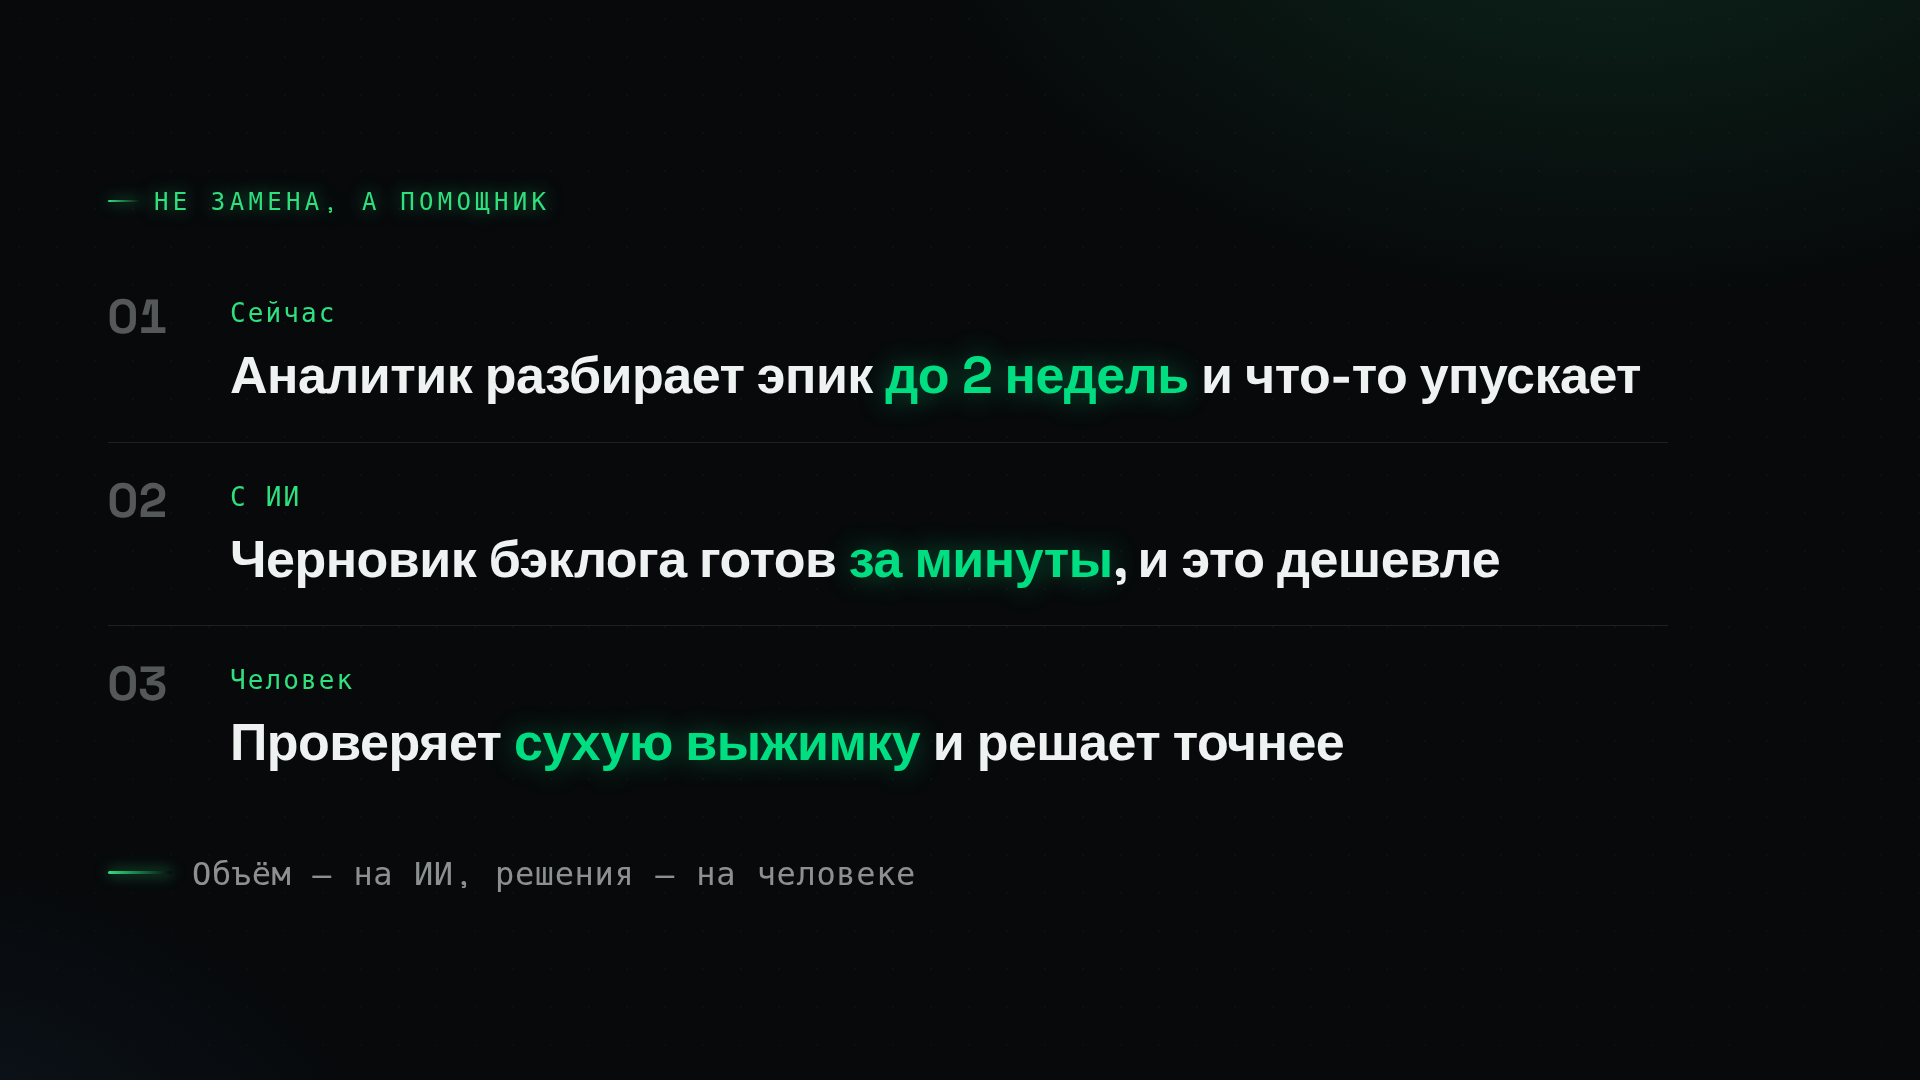 НЕ ЗАМЕНА, А ПОМОЩНИК
01
Сейчас
Аналитик разбирает эпик до 2 недель и что-то упускает
02
С ИИ
Черновик бэклога готов за минуты, и это дешевле
03
Человек
Проверяет сухую выжимку и решает точнее
Объём — на ИИ, решения — на человеке